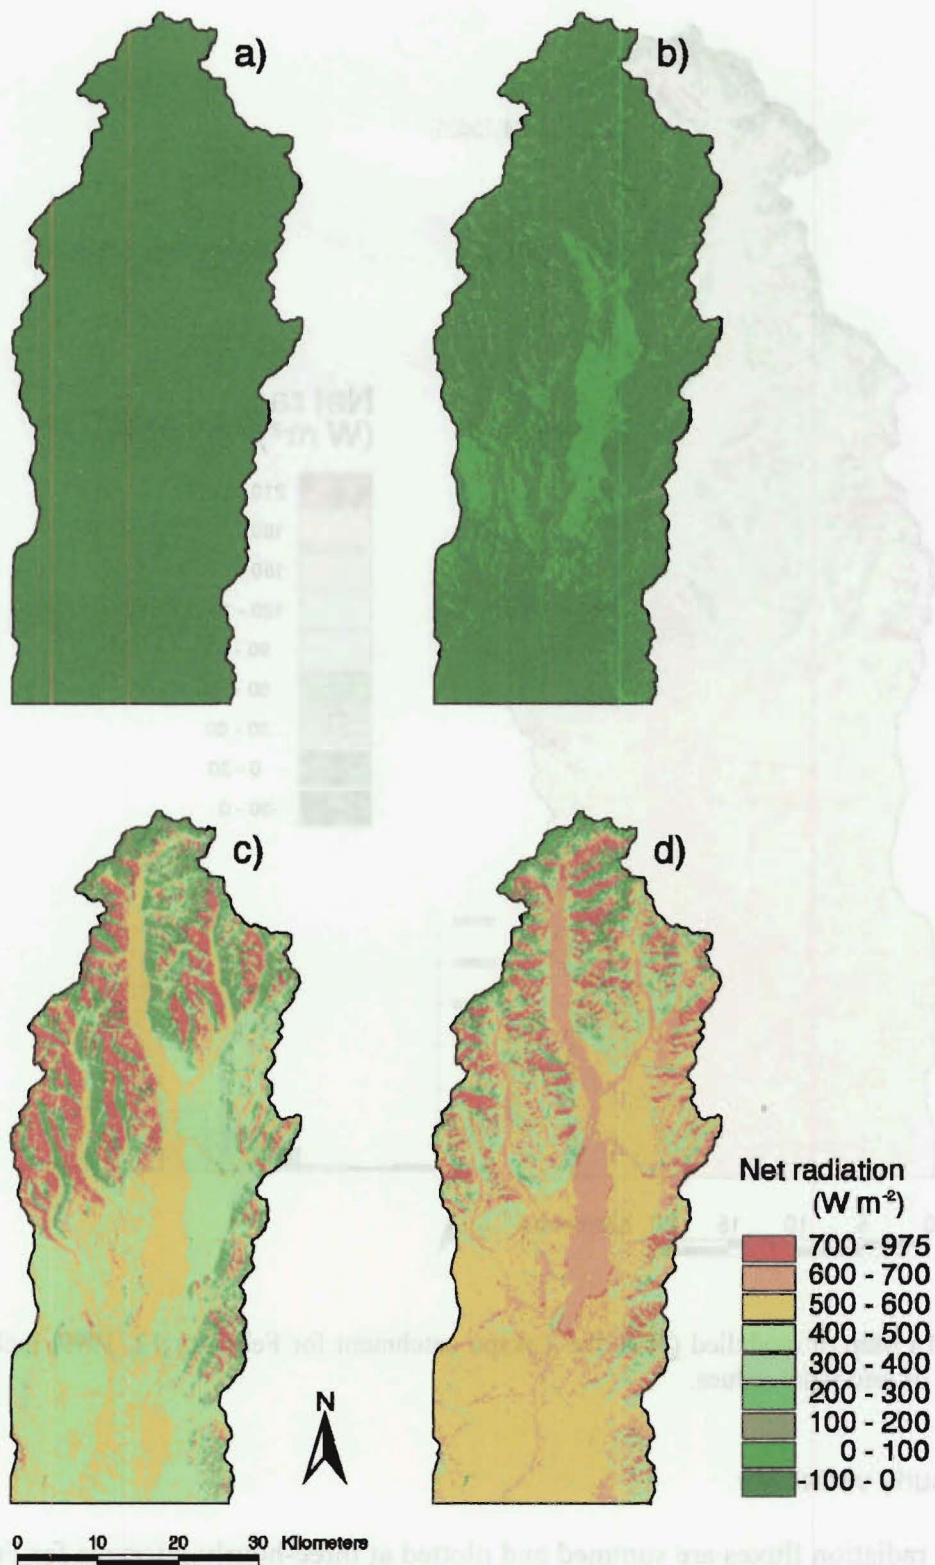 a)
b)
c)
d)
Net radiation
(W m-2)
700 - 975
600 - 700
500 - 600
400 - 500
300 - 400
200 - 300
100 - 200
0 - 100
-100 - 0
N
0 10 20 30 Kilometers